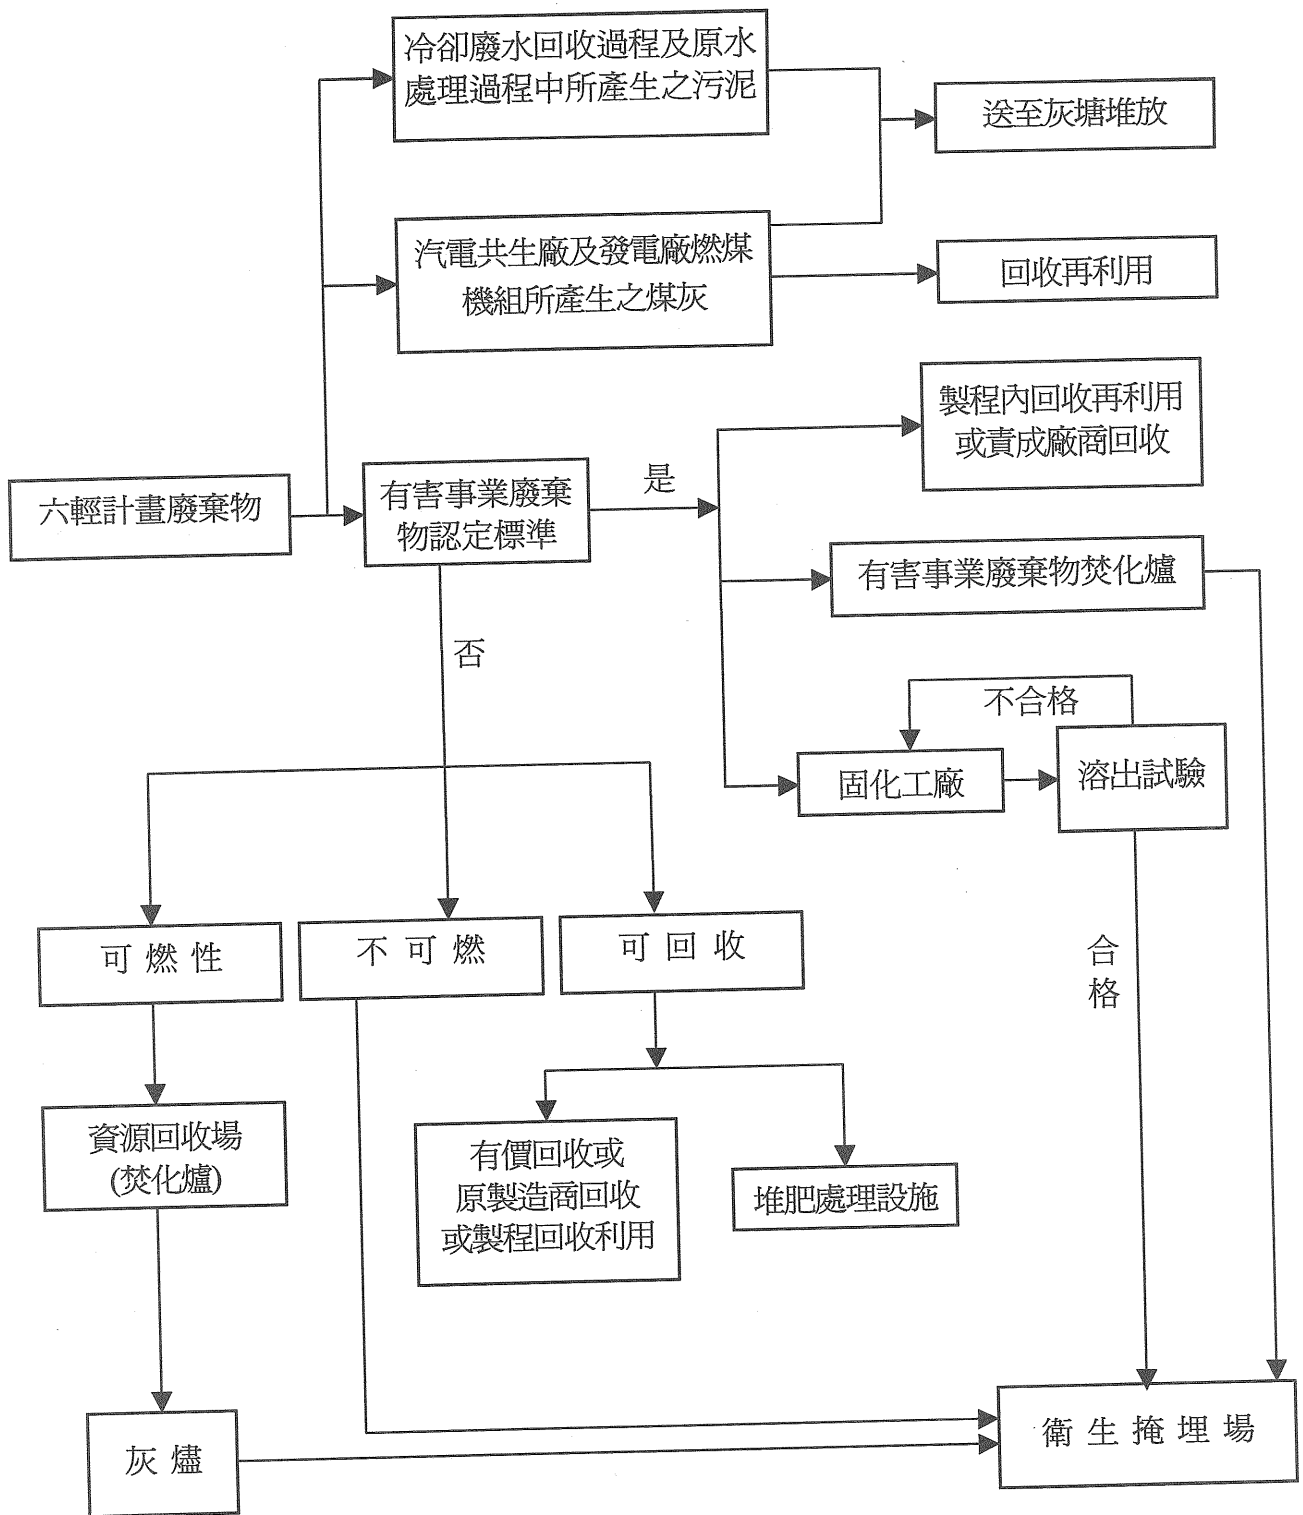 冷卻廢水回收過程及原水
處理過程中所產生之污泥
送至灰塘堆放
汽電共生廠及發電廠燃煤
機組所產生之煤灰
回收再利用
製程內回收再利用
或責成廠商回收
六輕計畫廢棄物
有害事業廢棄
物認定標準
是
有害事業廢棄物焚化爐
否
不合格
固化工廠
溶出試驗
可燃性
不可燃
可回收
合
格
資源回收場
(焚化爐)
有價回收或
原製造商回收
或製程回收利用
堆肥處理設施
灰燼
衛生掩埋場